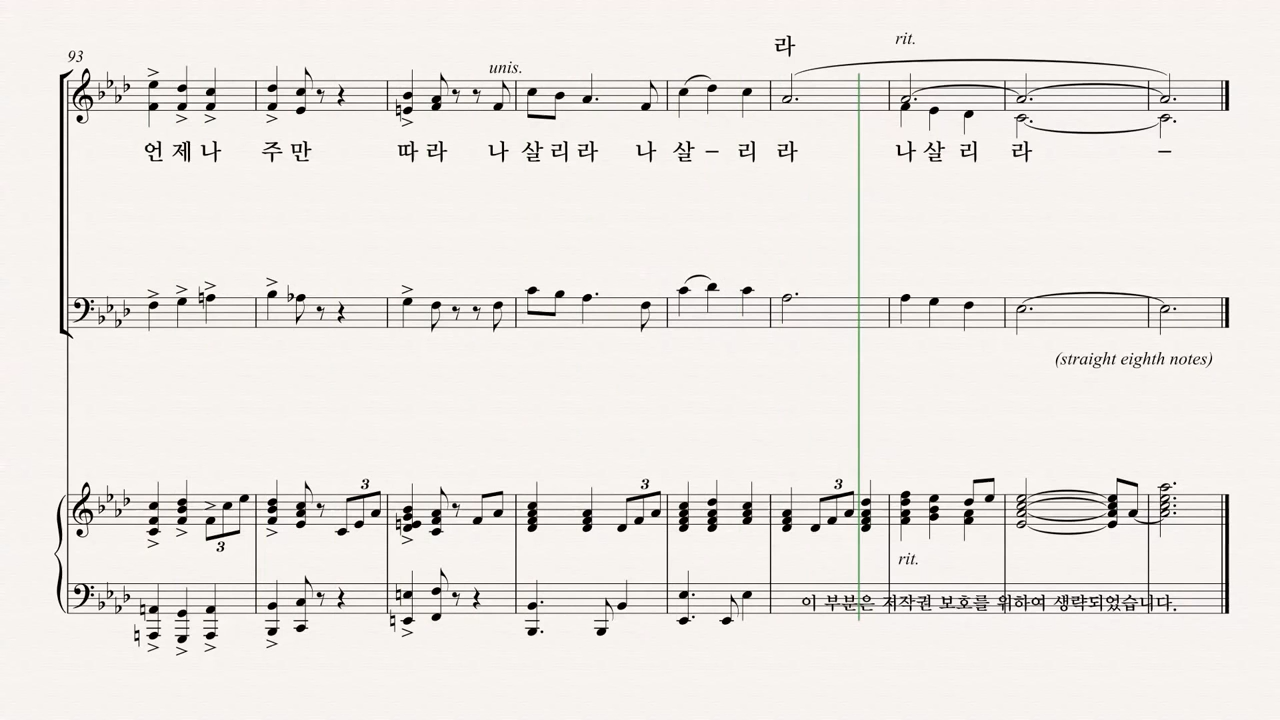 라
rit.
93
unis.
언 제 나 주 만 따 라 나 살 리 라 나 살 – 리 라 나 살 리 라 –
(straight eighth notes)
3 3 3 3
3
rit.
이 부분은 저작권 보호를 위하여 생략되었습니다.